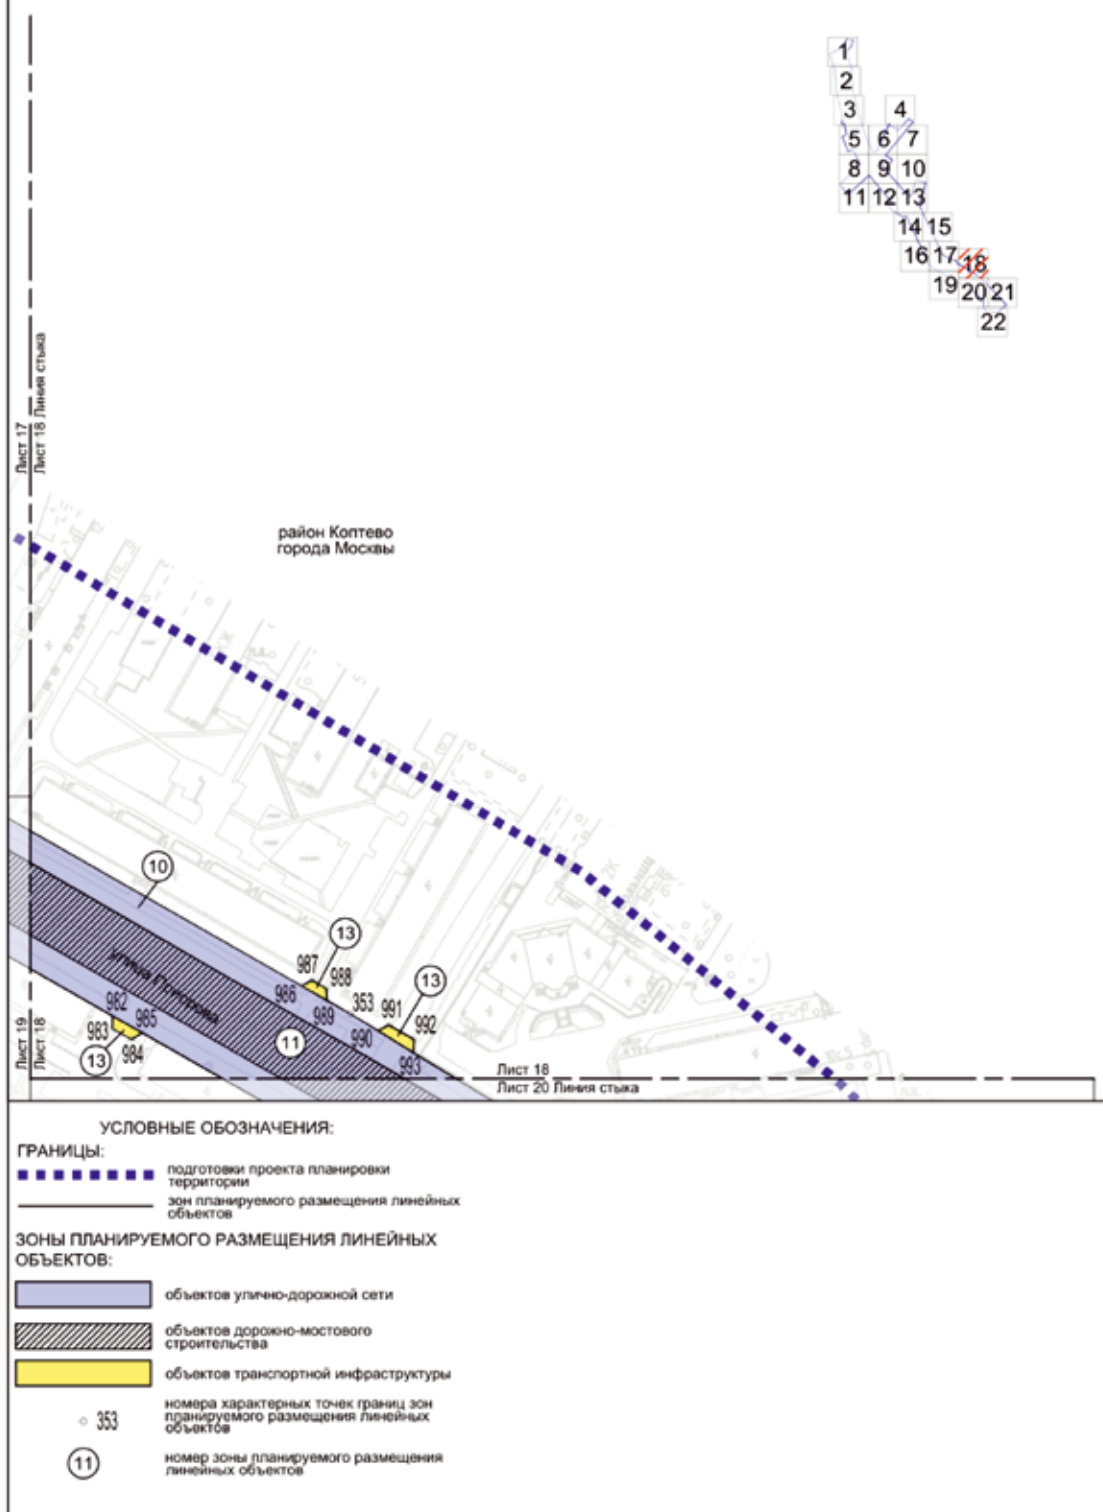 1
2
3 4
5 6 7
8 9 10
11 12 13
14 15
16 17 18
19 20 21
22
Лист 17
Лист 18 Линия стыка
район Коптево
города Москвы
10
13
987
988
986
989
353
991
13
992
990
993
улица Приорова
11
982
985
983
984
13
Лист 19
Лист 18
Лист 18
Лист 20 Линия стыка
УСЛОВНЫЕ ОБОЗНАЧЕНИЯ:
ГРАНИЦЫ:
подготовки проекта планировки
территории
зон планируемого размещения линейных
объектов
ЗОНЫ ПЛАНИРУЕМОГО РАЗМЕЩЕНИЯ ЛИНЕЙНЫХ
ОБЪЕКТОВ:
объектов улично-дорожной сети
объектов дорожно-мостового
строительства
объектов транспортной инфраструктуры
353
номера характерных точек границ зон
планируемого размещения линейных
объектов
11
номер зоны планируемого размещения
линейных объектов